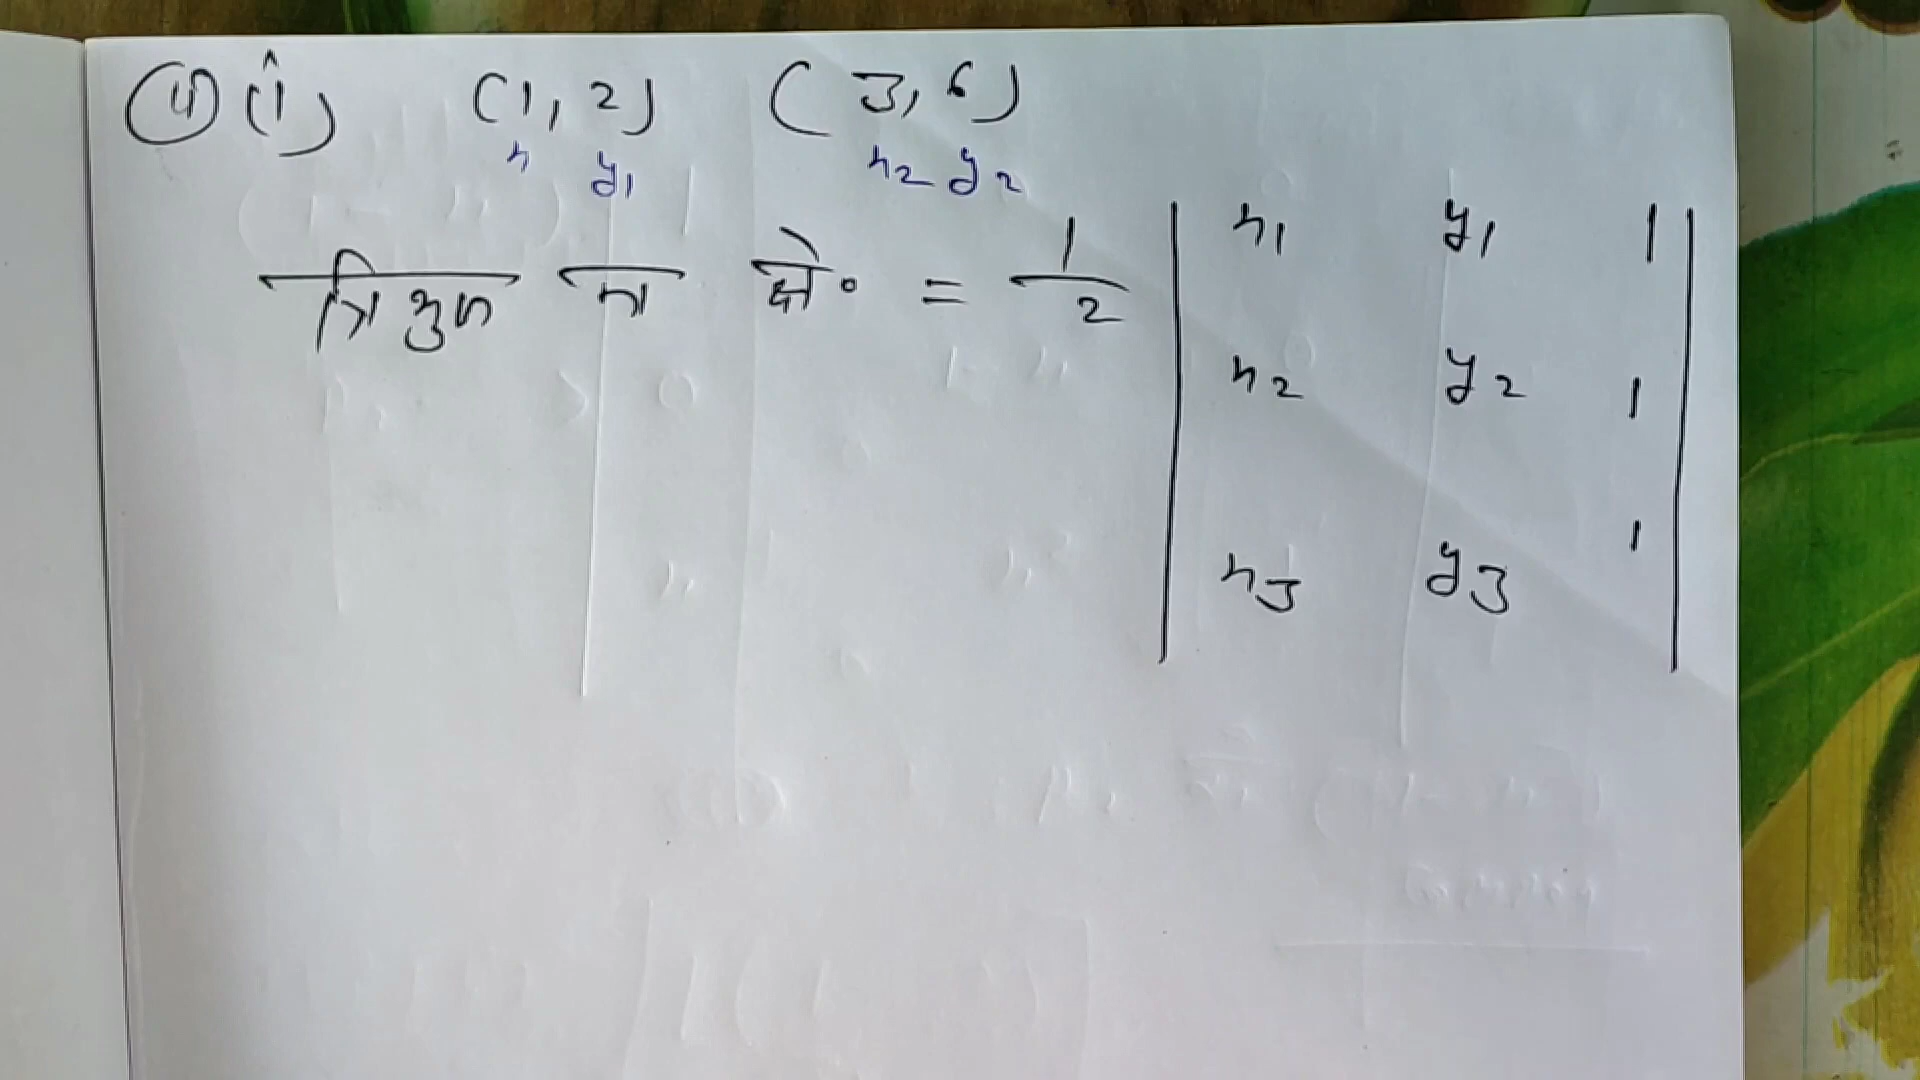 ④ (i) (1, 2) (3, 6)
x y₁ x₂ y₂
त्रिभुज का क्षे० = 1/2 | x₁ y₁ 1 |
| x₂ y₂ 1 |
| x₃ y₃ 1 |